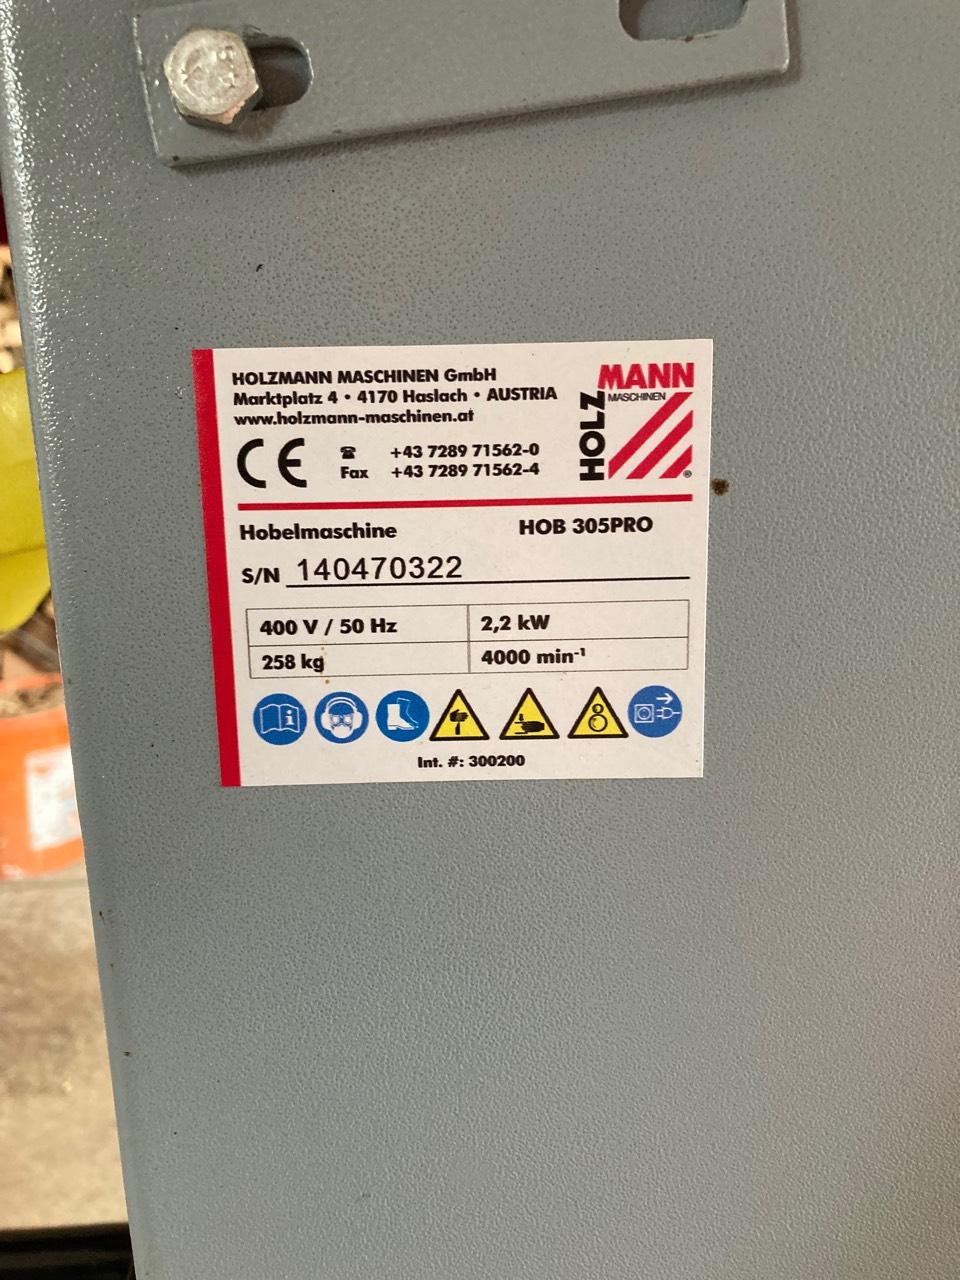 HOLZMANN MASCHINEN GmbH
Marktplatz 4 • 4170 Haslach • AUSTRIA
www.holzmann-maschinen.at
CE
☎ +43 7289 71562-0
Fax +43 7289 71562-4
HOLZ
MANN
MASCHINEN
®
Hobelmaschine HOB 305PRO
S/N 140470322
400 V / 50 Hz 2,2 kW
258 kg 4000 min-¹
Int. #: 300200